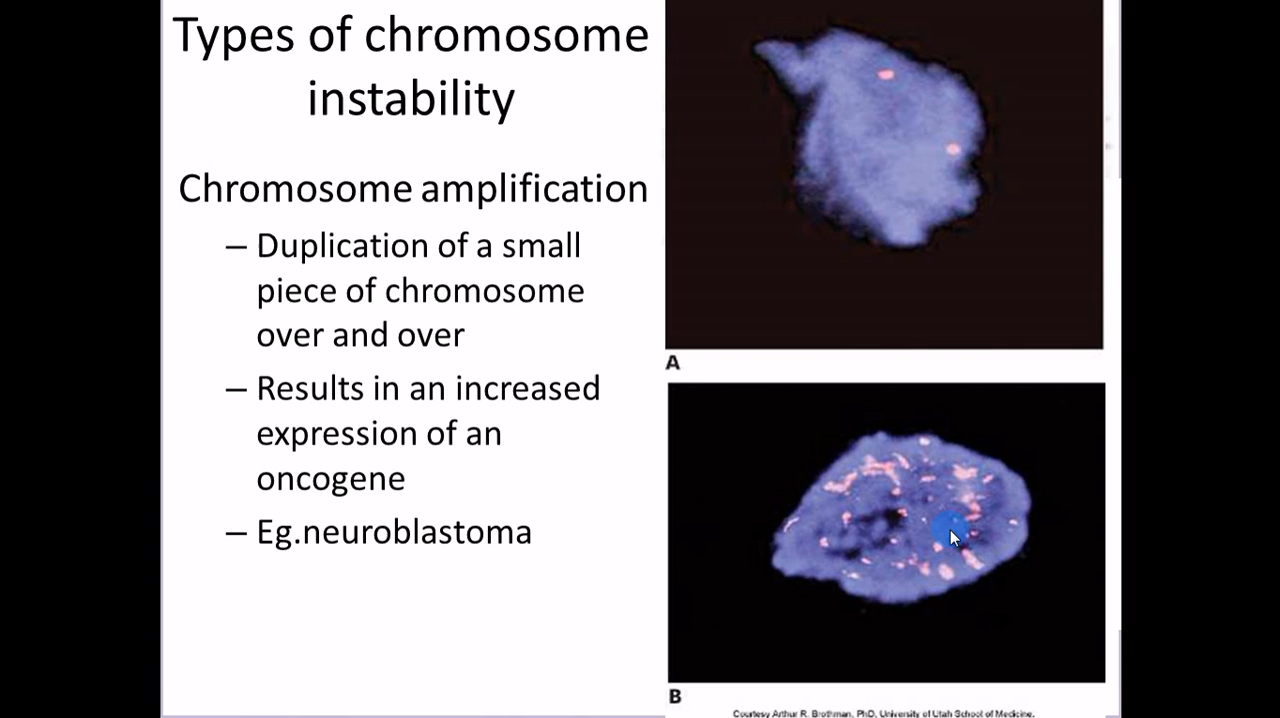 Types of chromosome
instability
Chromosome amplification
– Duplication of a small
piece of chromosome
over and over
– Results in an increased
expression of an
oncogene
– Eg.neuroblastoma
A
B
Courtesy Arthur R. Brothman, PhD, University of Utah School of Medicine.